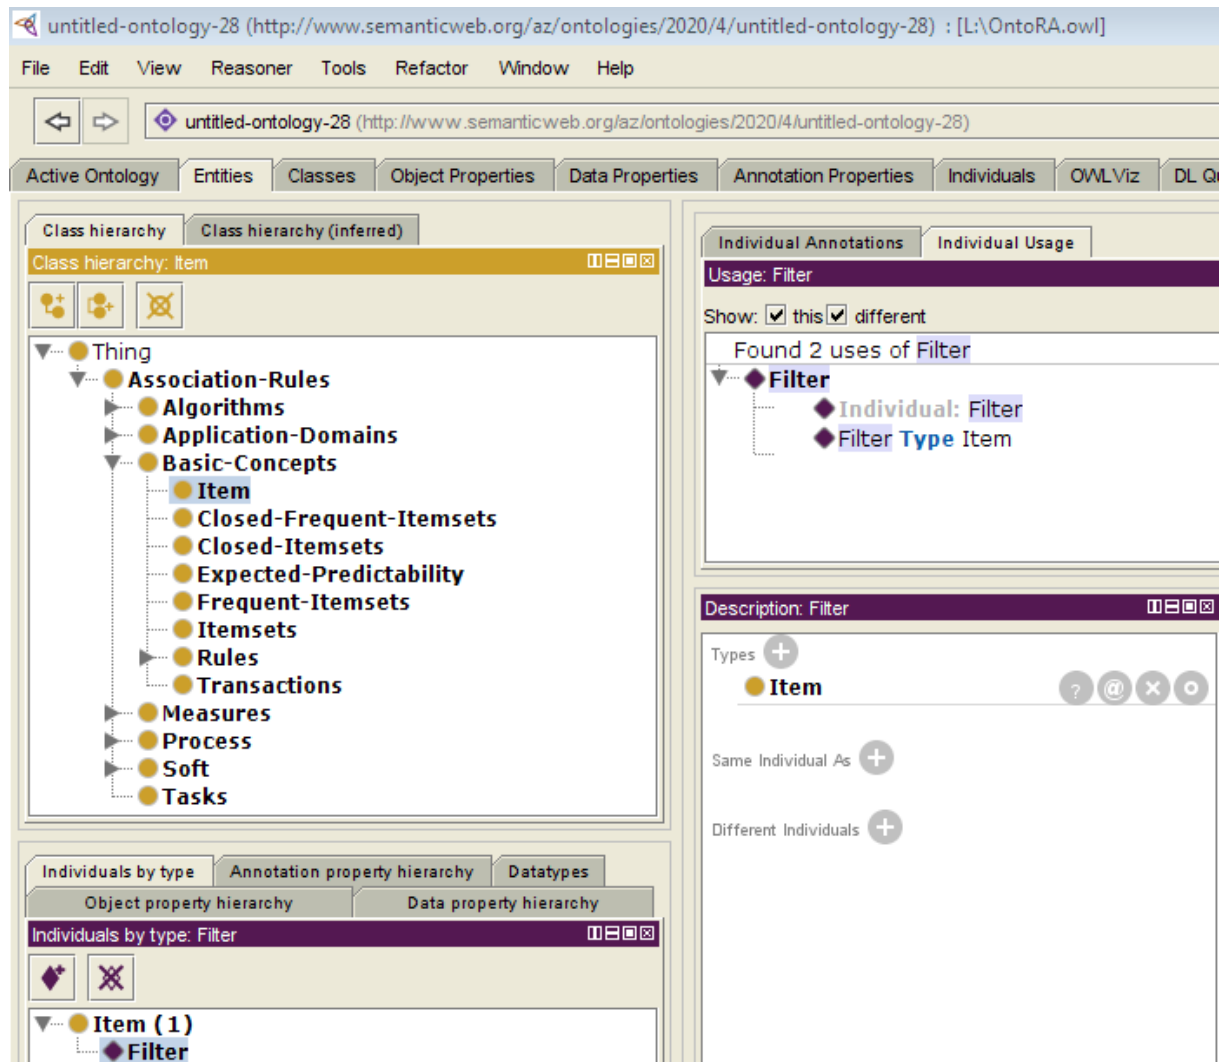 untitled-ontology-28 (http://www.semanticweb.org/az/ontologies/2020/4/untitled-ontology-28) : [L:\OntoRA.owl]
File Edit View Reasoner Tools Refactor Window Help
untitled-ontology-28 (http://www.semanticweb.org/az/ontologies/2020/4/untitled-ontology-28)
Active Ontology Entities Classes Object Properties Data Properties Annotation Properties Individuals OWLViz DL Qu
Class hierarchy Class hierarchy (inferred)
Class hierarchy: Item
Thing
Association-Rules
Algorithms
Application-Domains
Basic-Concepts
Item
Closed-Frequent-Itemsets
Closed-Itemsets
Expected-Predictability
Frequent-Itemsets
Itemsets
Rules
Transactions
Measures
Process
Soft
Tasks
Individual Annotations Individual Usage
Usage: Filter
Show: this different
Found 2 uses of Filter
Filter
Individual: Filter
Filter Type Item
Description: Filter
Types
Item
? @
Same Individual As
Different Individuals
Individuals by type Annotation property hierarchy Datatypes
Object property hierarchy Data property hierarchy
Individuals by type: Filter
Item (1)
Filter